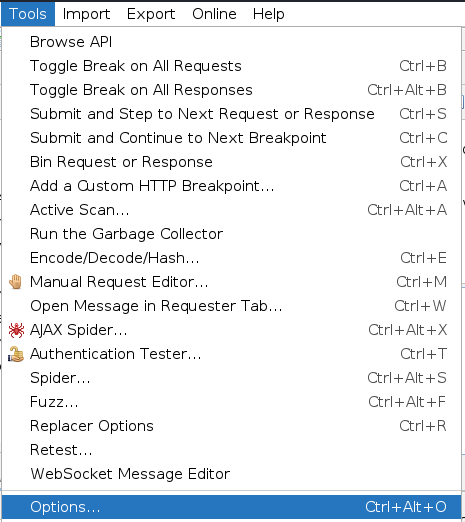 Tools Import Export Online Help
Browse API
Toggle Break on All Requests Ctrl+B
Toggle Break on All Responses Ctrl+Alt+B
Submit and Step to Next Request or Response Ctrl+S
Submit and Continue to Next Breakpoint Ctrl+C
Bin Request or Response Ctrl+X
Add a Custom HTTP Breakpoint... Ctrl+A
Active Scan... Ctrl+Alt+A
Run the Garbage Collector
Encode/Decode/Hash... Ctrl+E
Manual Request Editor... Ctrl+M
Open Message in Requester Tab... Ctrl+W
AJAX Spider... Ctrl+Alt+X
Authentication Tester... Ctrl+T
Spider... Ctrl+Alt+S
Fuzz... Ctrl+Alt+F
Replacer Options Ctrl+R
Retest...
WebSocket Message Editor
Options... Ctrl+Alt+O